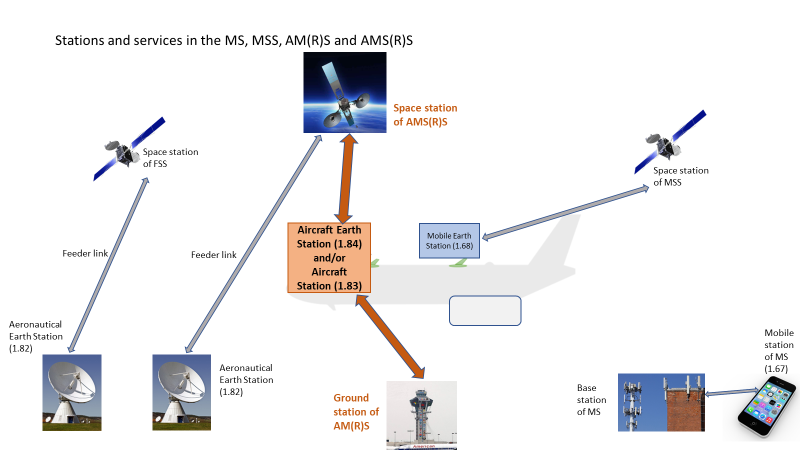 Stations and services in the MS, MSS, AM(R)S and AMS(R)S
Space station
of AMS(R)S
Space station
of FSS
Space station
of MSS
Aircraft Earth
Station (1.84)
and/or
Aircraft
Station (1.83)
Mobile Earth
Station (1.68)
Feeder link
Feeder link
Aeronautical
Earth Station
(1.82)
Aeronautical
Earth Station
(1.82)
Ground
station of
AM(R)S
Base
station
of MS
Mobile
station
of MS
(1.67)
American